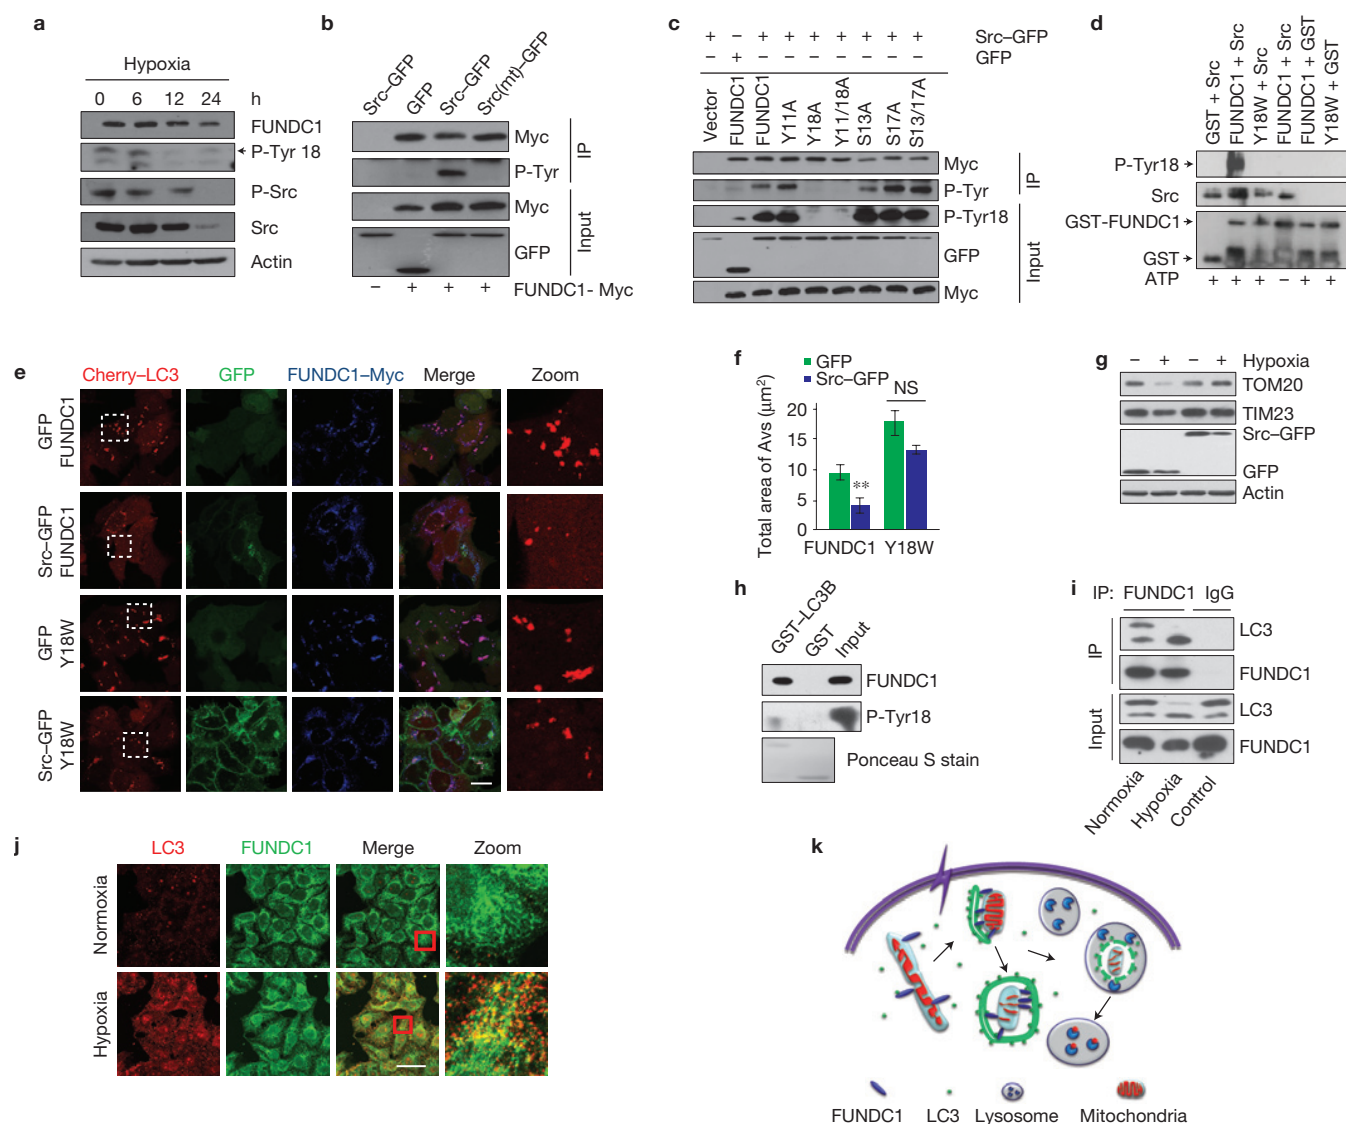 a
Hypoxia
0 6 12 24 h
FUNDC1
P-Tyr 18
P-Src
Src
Actin
b
Src–GFP
GFP
Src–GFP
Src(mt)–GFP
Myc
P-Tyr
IP
Myc
GFP
Input
– + + + FUNDC1- Myc
c
+ – + + + + + + + Src–GFP
– + – – – – – – – GFP
Vector
FUNDC1
FUNDC1
Y11A
Y18A
Y11/18A
S13A
S17A
S13/17A
Myc
P-Tyr
IP
P-Tyr18
GFP
Myc
Input
d
GST + Src
FUNDC1 + Src
Y18W + Src
FUNDC1 + Src
FUNDC1 + GST
Y18W + GST
P-Tyr18
Src
GST-FUNDC1
GST
ATP + + + – + +
e
Cherry–LC3 GFP FUNDC1–Myc Merge Zoom
GFP
FUNDC1
Src–GFP
FUNDC1
GFP
Y18W
Src–GFP
Y18W
f
GFP
Src–GFP
NS
Total area of Avs (µm²)
20
15
10
5
0
**
FUNDC1 Y18W
g
– + – + Hypoxia
TOM20
TIM23
Src–GFP
GFP
Actin
h
GST–LC3B
GST
Input
FUNDC1
P-Tyr18
Ponceau S stain
i
IP: FUNDC1 IgG
LC3
FUNDC1
IP
LC3
FUNDC1
Input
Normoxia
Hypoxia
Control
j
LC3 FUNDC1 Merge Zoom
Normoxia
Hypoxia
k
FUNDC1 LC3 Lysosome Mitochondria